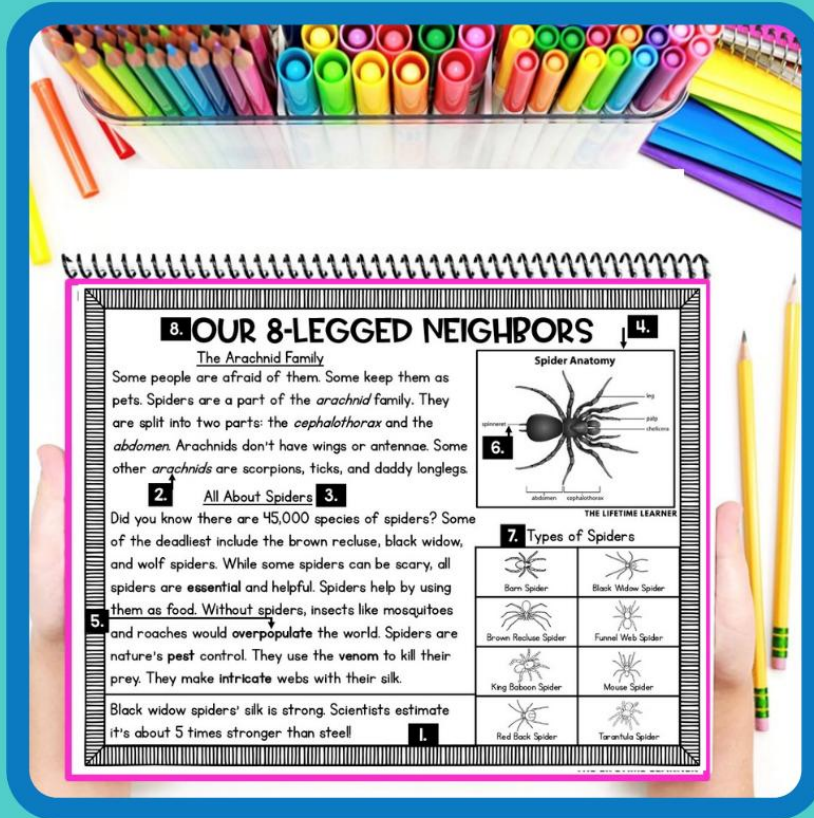 8. OUR 8-LEGGED NEIGHBORS
4.
The Arachnid Family
Some people are afraid of them. Some keep them as
pets. Spiders are a part of the arachnid family. They
are split into two parts: the cephalothorax and the
abdomen. Arachnids don't have wings or antennae. Some
other arachnids are scorpions, ticks, and daddy longlegs.
2.
All About Spiders 3.
Did you know there are 45,000 species of spiders? Some
of the deadliest include the brown recluse, black widow,
and wolf spiders. While some spiders can be scary, all
spiders are essential and helpful. Spiders help by using
them as food. Without spiders, insects like mosquitoes
5.
and roaches would overpopulate the world. Spiders are
nature's pest control. They use the venom to kill their
prey. They make intricate webs with their silk.
Black widow spiders' silk is strong. Scientists estimate
it's about 5 times stronger than steel!
1.
Spider Anatomy
leg
palp
chelicera
spinneret
6.
abdomen cephalothorax
THE LIFETIME LEARNER
7. Types of Spiders
Barn Spider
Black Widow Spider
Brown Recluse Spider
Funnel Web Spider
King Baboon Spider
Mouse Spider
Red Back Spider
Tarantula Spider